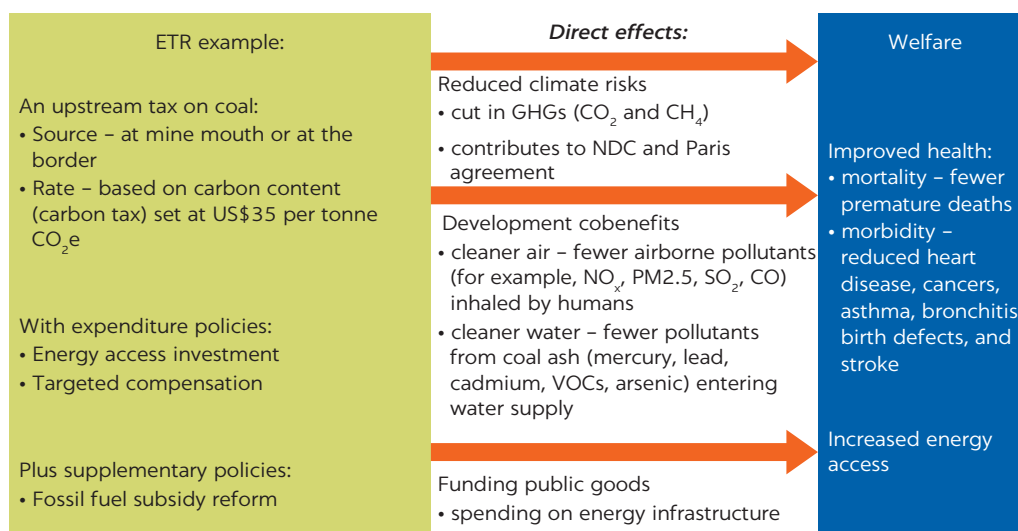 ETR example:
An upstream tax on coal:
• Source – at mine mouth or at the
border
• Rate – based on carbon content
(carbon tax) set at US$35 per tonne
CO₂e
With expenditure policies:
• Energy access investment
• Targeted compensation
Plus supplementary policies:
• Fossil fuel subsidy reform
Direct effects:
Reduced climate risks
• cut in GHGs (CO₂ and CH₄)
• contributes to NDC and Paris
agreement
Development cobenefits
• cleaner air – fewer airborne pollutants
(for example, NOₓ, PM2.5, SO₂, CO)
inhaled by humans
• cleaner water – fewer pollutants
from coal ash (mercury, lead,
cadmium, VOCs, arsenic) entering
water supply
Funding public goods
• spending on energy infrastructure
Welfare
Improved health:
• mortality – fewer
premature deaths
• morbidity –
reduced heart
disease, cancers,
asthma, bronchitis
birth defects, and
stroke
Increased energy
access